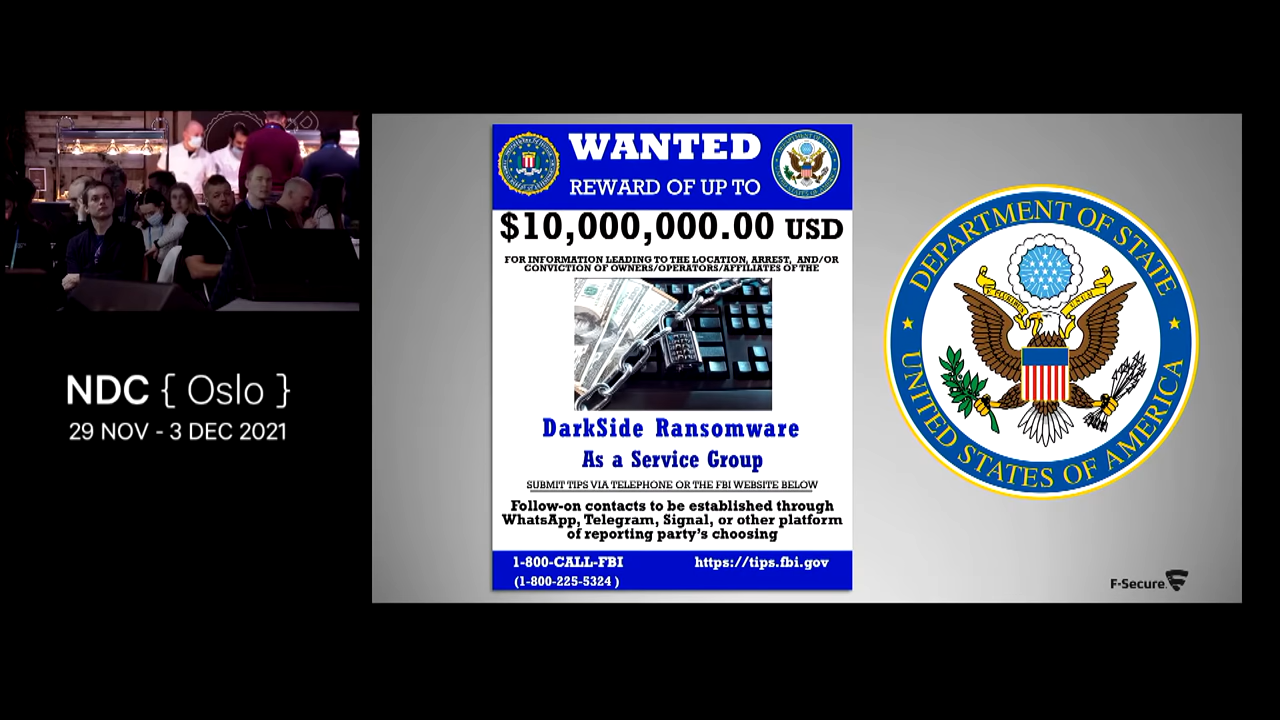 NDC { Oslo }
29 NOV - 3 DEC 2021
WANTED
REWARD OF UP TO
$10,000,000.00 USD
FOR INFORMATION LEADING TO THE LOCATION, ARREST, AND/OR
CONVICTION OF OWNERS/OPERATORS/AFFILIATES OF THE
DarkSide Ransomware
As a Service Group
SUBMIT TIPS VIA TELEPHONE OR THE FBI WEBSITE BELOW
Follow-on contacts to be established through
WhatsApp, Telegram, Signal, or other platform
of reporting party's choosing
1-800-CALL-FBI
https://tips.fbi.gov
(1-800-225-5324 )
DEPARTMENT OF STATE
UNITED STATES OF AMERICA
F-Secure.